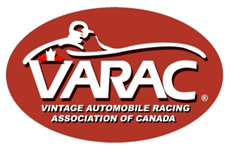 VARAC®
VINTAGE AUTOMOBILE RACING
ASSOCIATION OF CANADA